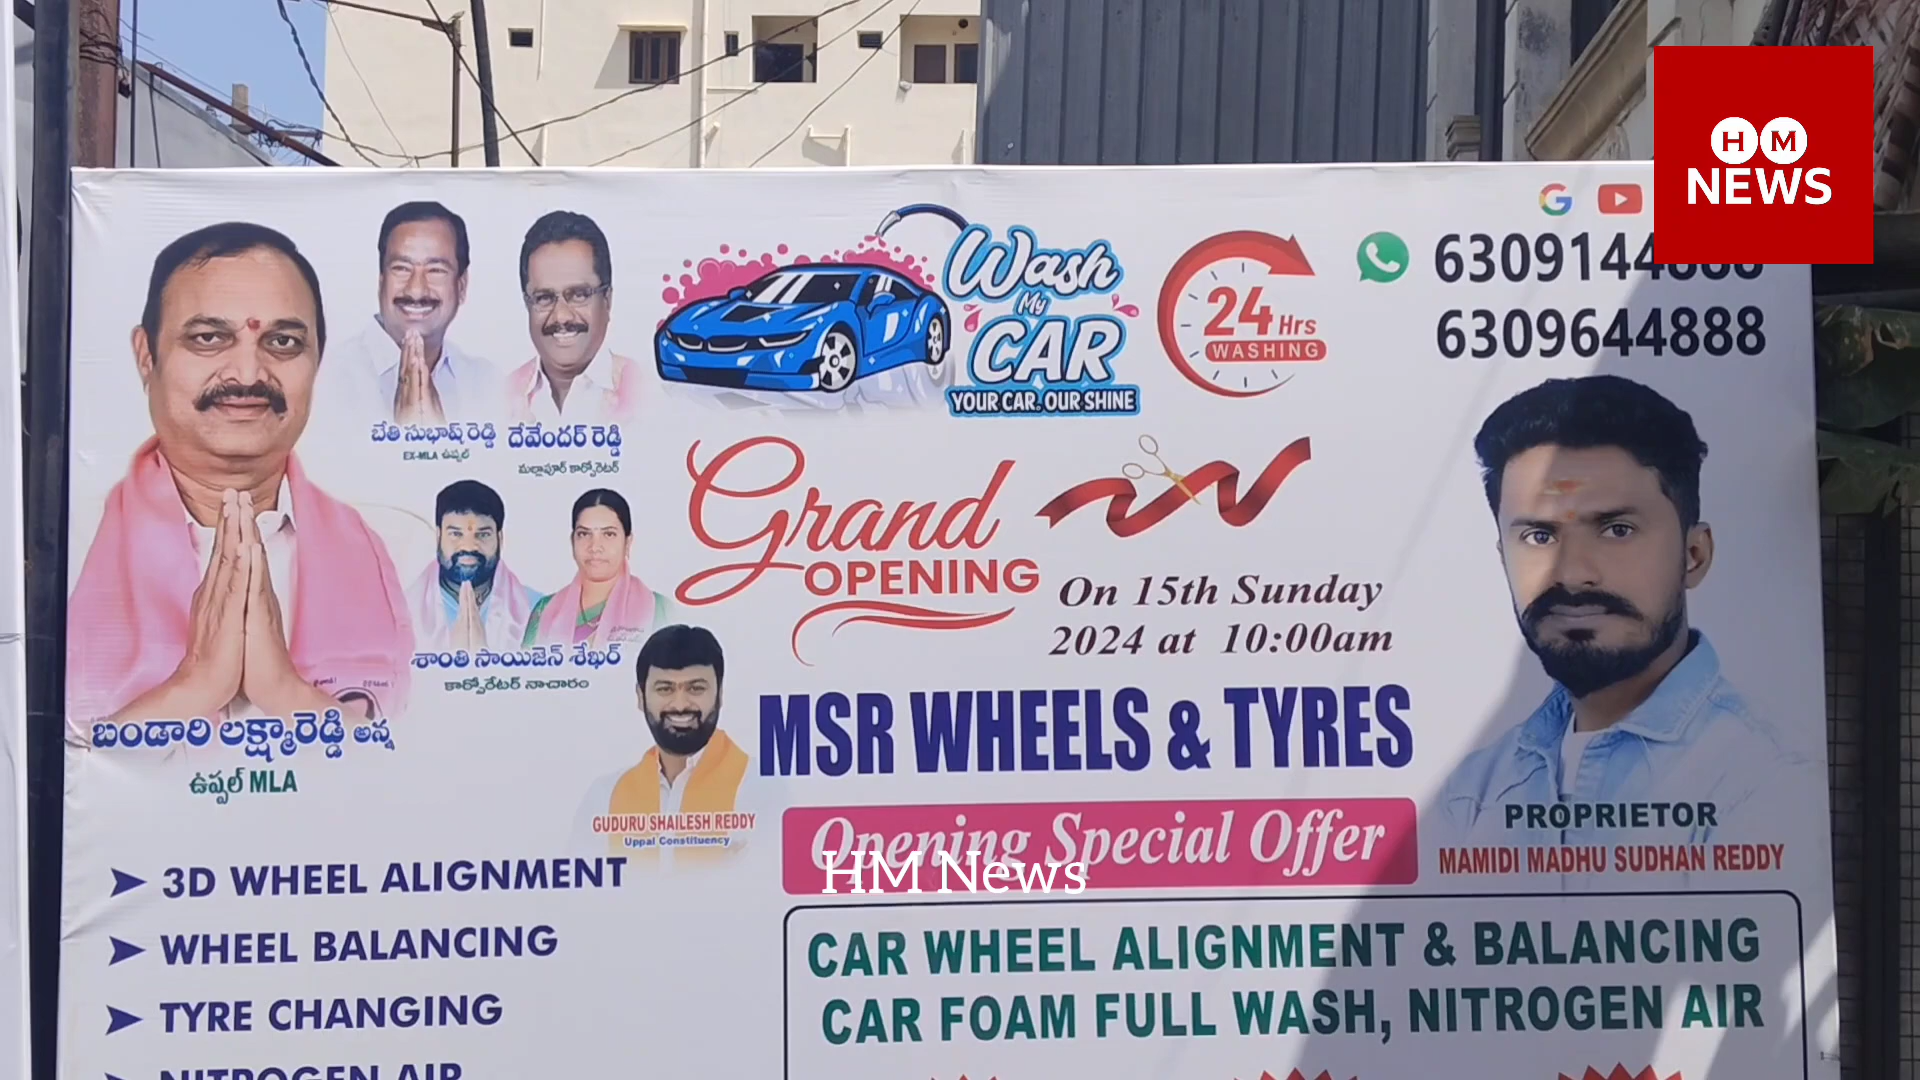 H M
NEWS
బేతి సుభాష్ రెడ్డి
EX-MLA ఉప్పల్
దేవేందర్ రెడ్డి
మల్లాపూర్ కార్పోరెటర్
Wash
My
CAR
YOUR CAR. OUR SHINE
24 Hrs
WASHING
6309144888
6309644888
Grand
OPENING
On 15th Sunday
2024 at 10:00am
శాంతి సాయిజెన్ శేఖర్
కార్పోరేటర్ నాచారం
బండారి లక్ష్మారెడ్డి అన్న
ఉప్పల్ MLA
GUDURU SHAILESH REDDY
Uppal Constituency
MSR WHEELS & TYRES
Opening Special Offer
HM News
PROPRIETOR
MAMIDI MADHU SUDHAN REDDY
3D WHEEL ALIGNMENT
WHEEL BALANCING
TYRE CHANGING
NITROGEN AIR
CAR WHEEL ALIGNMENT & BALANCING
CAR FOAM FULL WASH, NITROGEN AIR